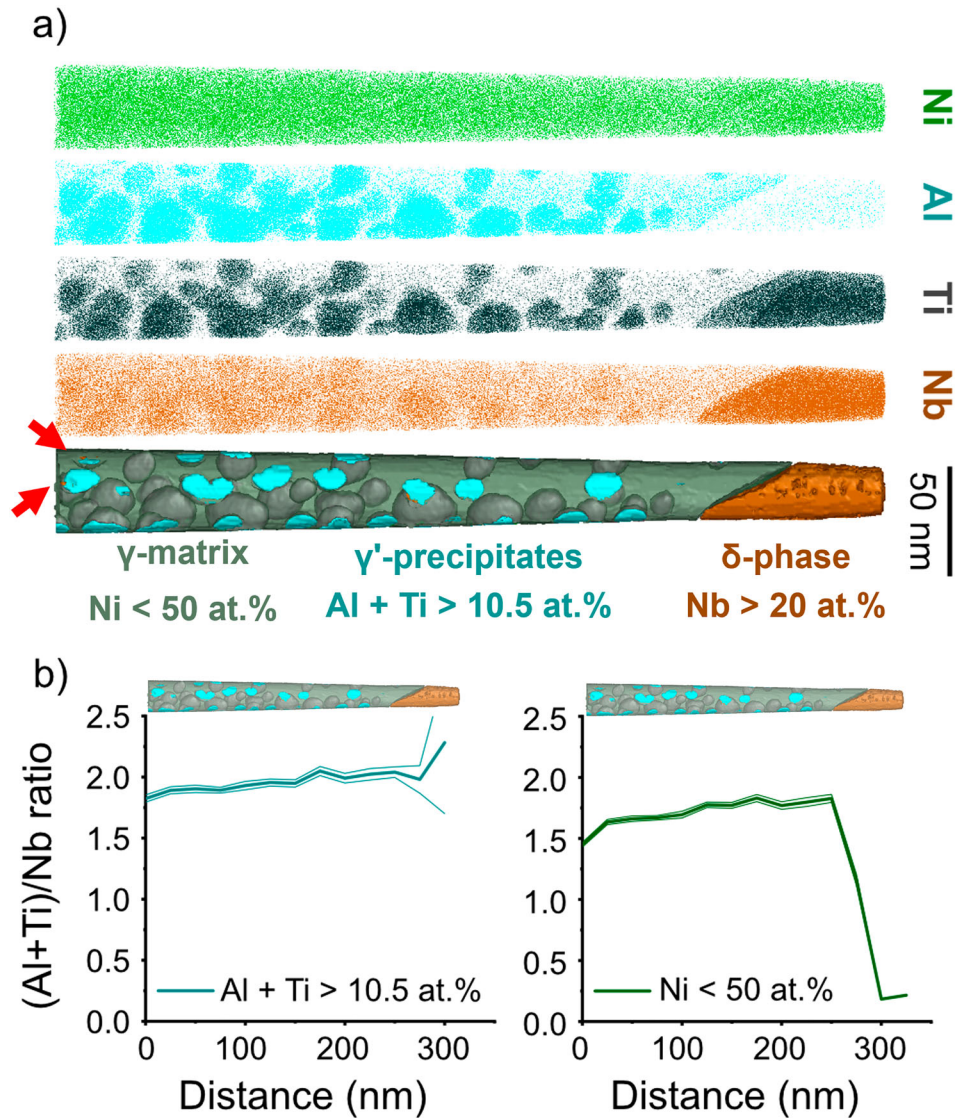 a)
Ni
Al
Ti
Nb
50 nm
γ-matrix γ'-precipitates δ-phase
Ni < 50 at.% Al + Ti > 10.5 at.% Nb > 20 at.%
b)
(Al+Ti)/Nb ratio
2.5
2.0
1.5
1.0
0.5
0.0
Al + Ti > 10.5 at.%
0 100 200 300
Distance (nm)
2.5
2.0
1.5
1.0
0.5
0.0
Ni < 50 at.%
0 100 200 300
Distance (nm)